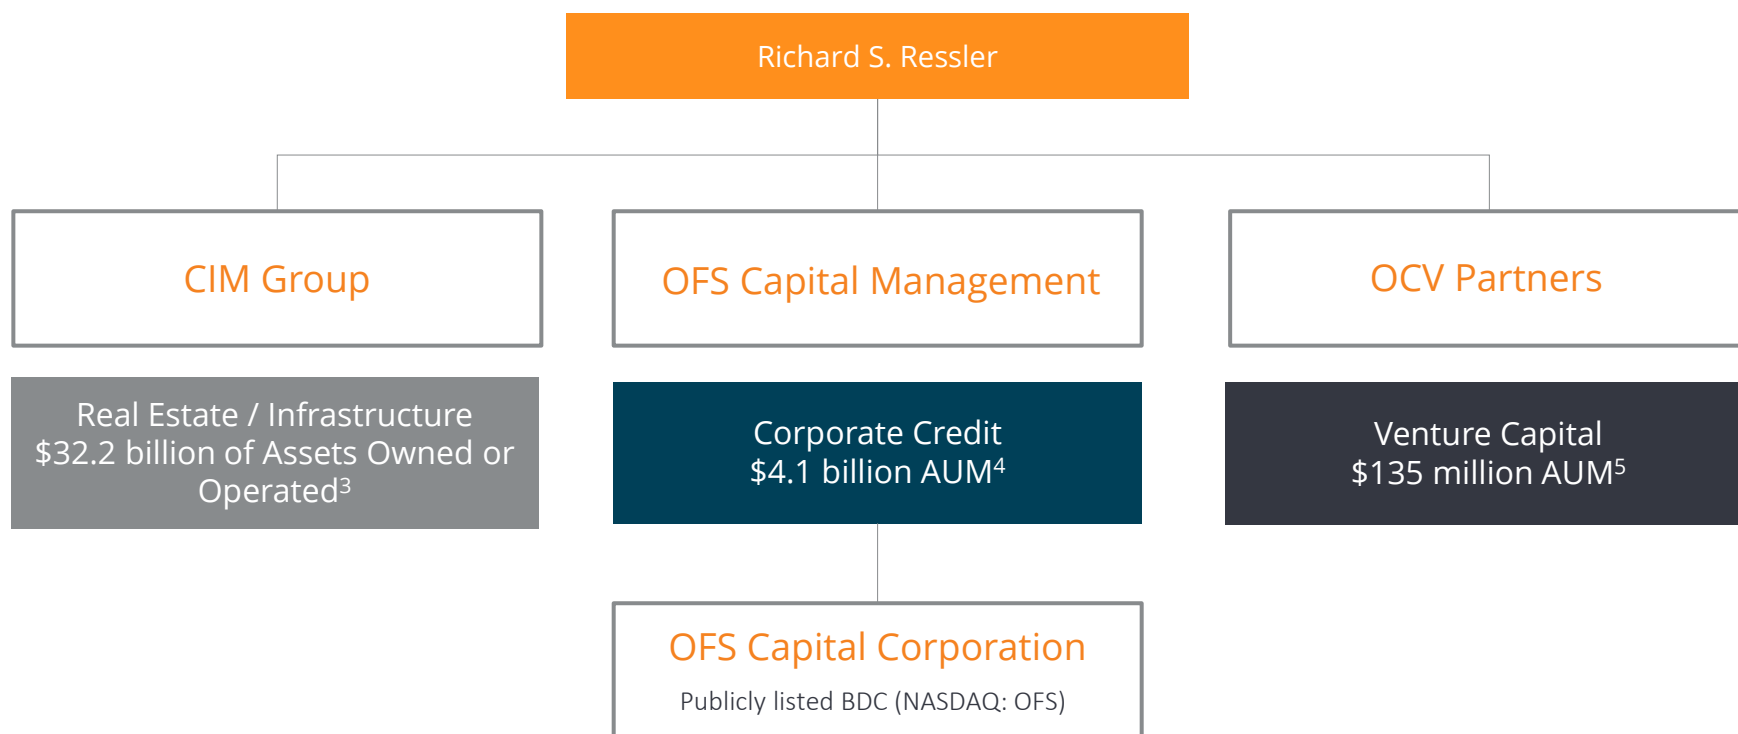 Richard S. Ressler
CIM Group
OFS Capital Management
OCV Partners
Real Estate / Infrastructure
$32.2 billion of Assets Owned or
Operated³
Corporate Credit
$4.1 billion AUM⁴
Venture Capital
$135 million AUM⁵
OFS Capital Corporation
Publicly listed BDC (NASDAQ: OFS)